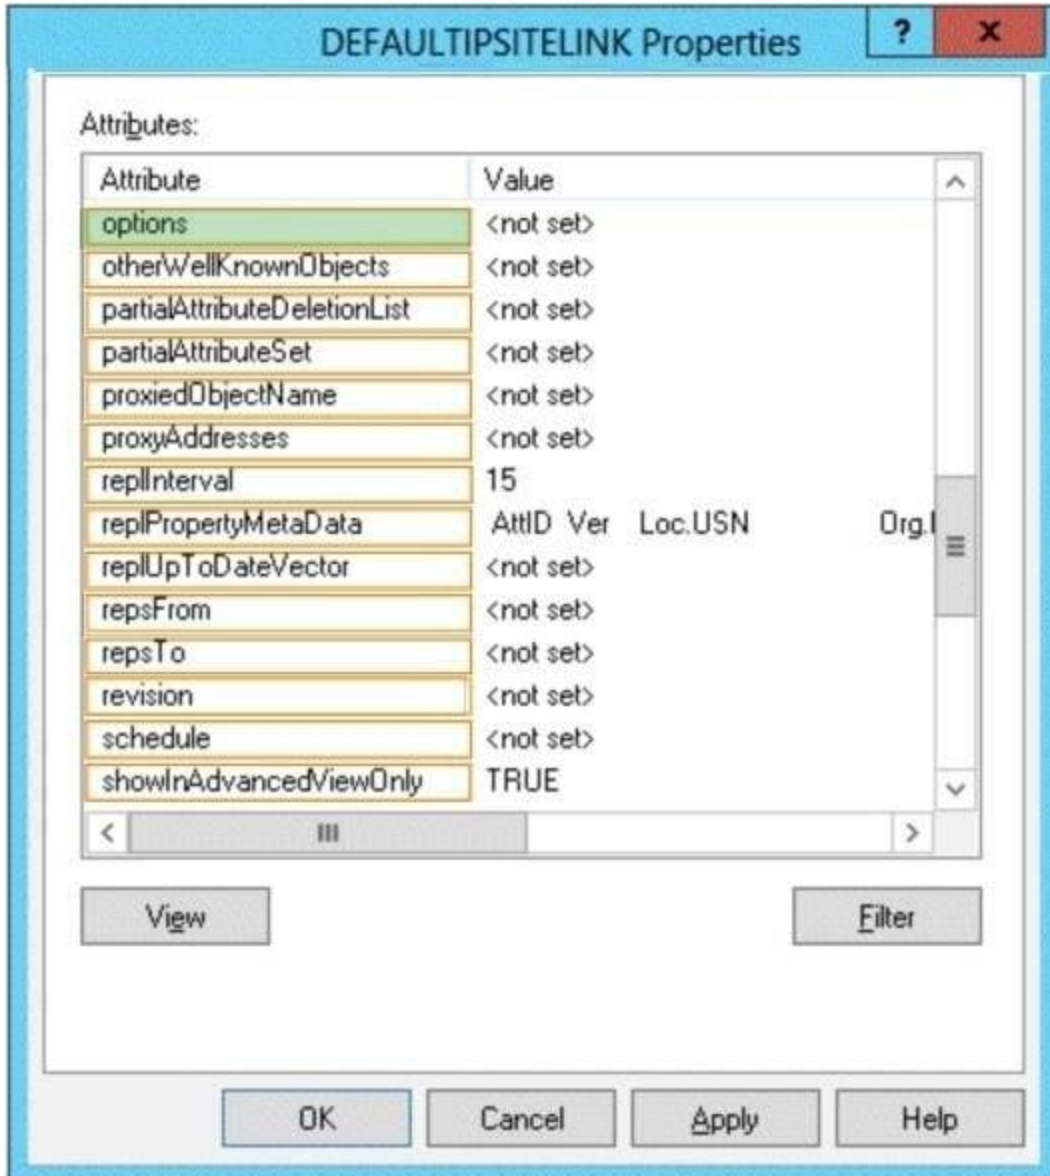 DEFAULTIPSITELINK Properties ? x
Attributes:
Attribute Value
options <not set>
otherWellKnownObjects <not set>
partialAttributeDeletionList <not set>
partialAttributeSet <not set>
proxiedObjectName <not set>
proxyAddresses <not set>
replInterval 15
replPropertyMetaData AttID Ver Loc.USN Org.
replUpToDateVector <not set>
repsFrom <not set>
repsTo <not set>
revision <not set>
schedule <not set>
showInAdvancedViewOnly TRUE
View Filter
OK Cancel Apply Help